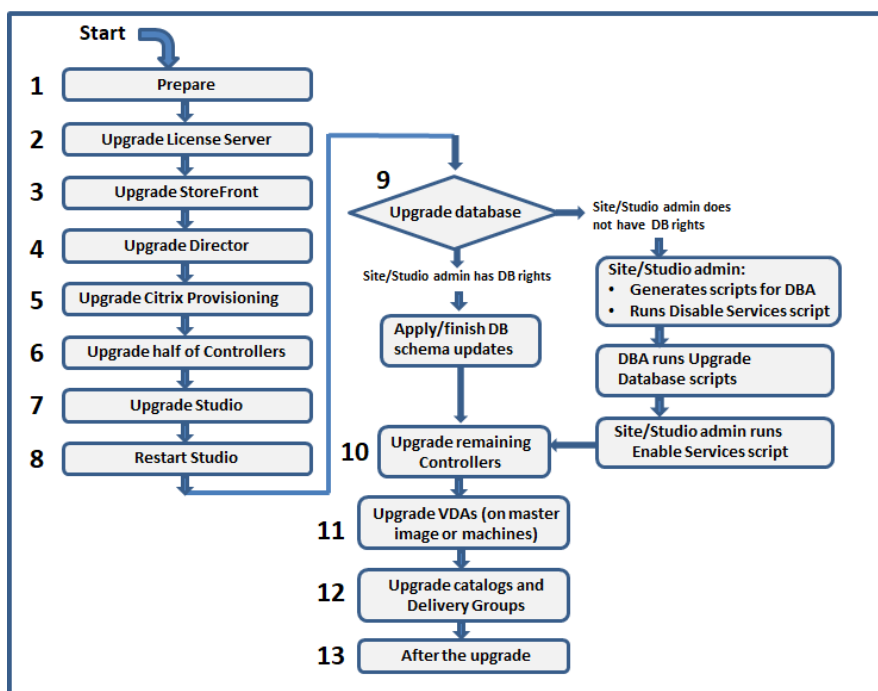 Start
1
Prepare
2
Upgrade License Server
3
Upgrade StoreFront
4
Upgrade Director
5
Upgrade Citrix Provisioning
6
Upgrade half of Controllers
7
Upgrade Studio
8
Restart Studio
9
Upgrade database
Site/Studio admin does
not have DB rights
Site/Studio admin has DB rights
Site/Studio admin:
• Generates scripts for DBA
• Runs Disable Services script
Apply/finish DB
schema updates
DBA runs Upgrade
Database scripts
Site/Studio admin runs
Enable Services script
10
Upgrade remaining
Controllers
11
Upgrade VDAs (on master
image or machines)
12
Upgrade catalogs and
Delivery Groups
13
After the upgrade